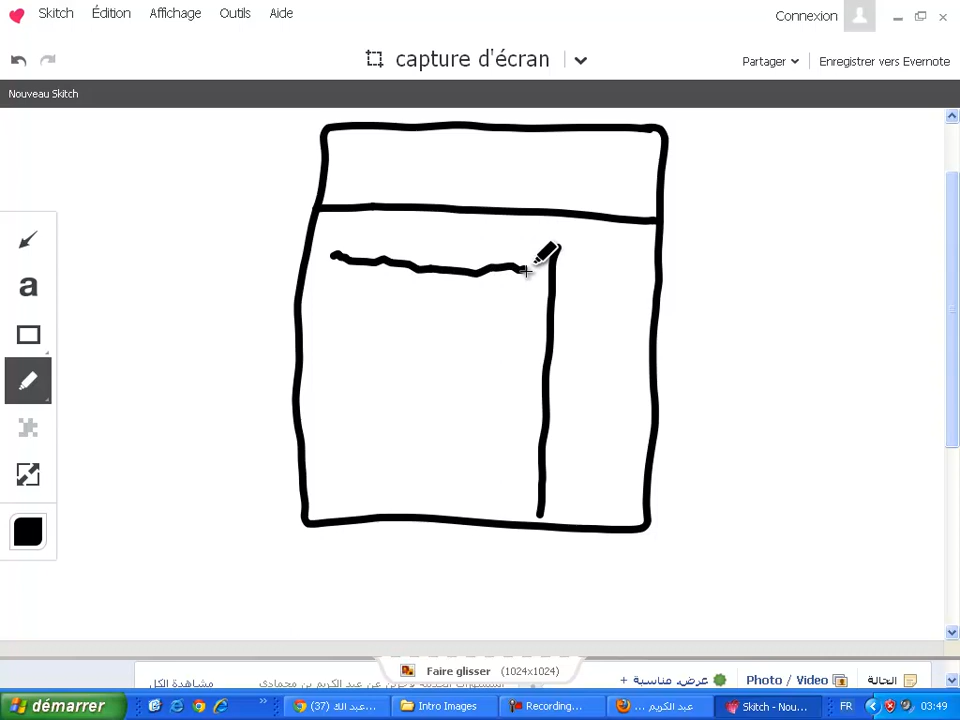 Skitch Édition Affichage Outils Aide
Connexion
capture d'écran
Partager
Enregistrer vers Evernote
Nouveau Skitch
a
Faire glisser (1024x1024)
مشاهدة الكل
عرض، مناسبة +
Photo / Video
الحالة
démarrer
(37) عبد الك...
Intro Images
Recording...
عبد الكريم ...
Skitch - Nou...
FR
03:49